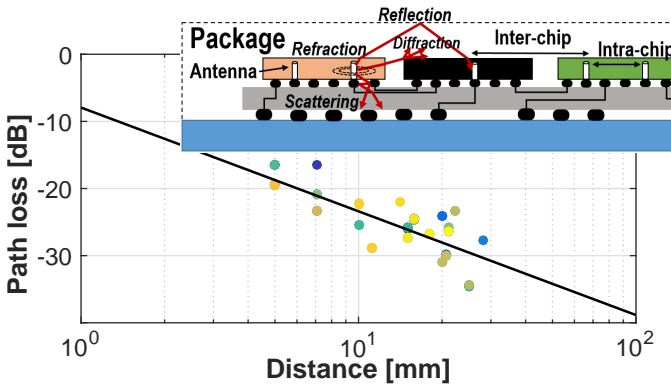 Reflection
Package
Refraction
Diffraction
Inter-chip
Intra-chip
Antenna
Scattering
0
-10
-20
-30
Path loss [dB]
10^0
10^1
10^2
Distance [mm]